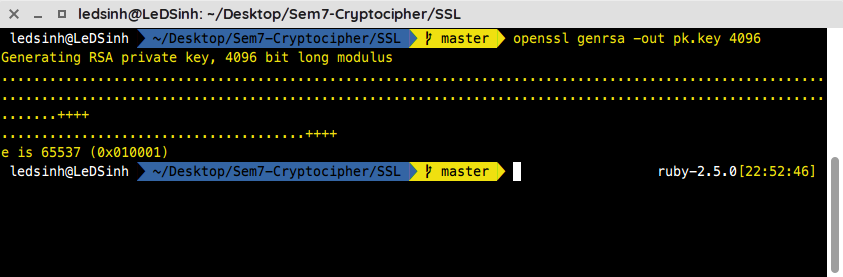 ledsinh@LeDSinh: ~/Desktop/Sem7-Cryptocipher/SSL
ledsinh@LeDSinh ~/Desktop/Sem7-Cryptocipher/SSL master openssl genrsa -out pk.key 4096
Generating RSA private key, 4096 bit long modulus
........................................................................................................
........................................................................................................
.......++++
......................................++++
e is 65537 (0x010001)
ledsinh@LeDSinh ~/Desktop/Sem7-Cryptocipher/SSL master ruby-2.5.0[22:52:46]